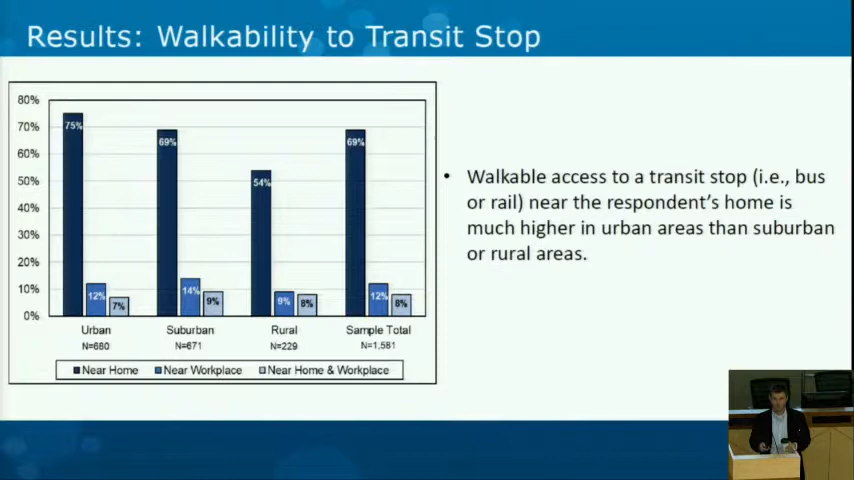 Results: Walkability to Transit Stop
80%
70%
60%
50%
40%
30%
20%
10%
0%
75%
12%
7%
69%
14%
9%
54%
9%
8%
69%
12%
8%
Urban
Suburban
Rural
Sample Total
N=680
N=671
N=229
N=1,581
Near Home
Near Workplace
Near Home & Workplace
• Walkable access to a transit stop (i.e., bus
or rail) near the respondent's home is
much higher in urban areas than suburban
or rural areas.